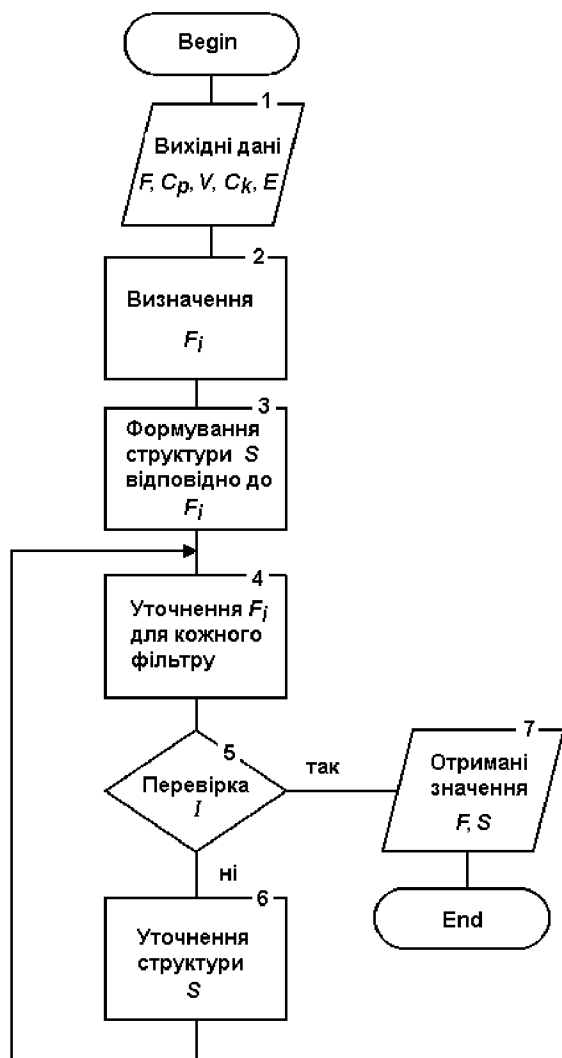 Begin
1
Вихідні дані
F, Cp, V, Ck, E
2
Визначення
Fi
3
Формування
структури S
відповідно до
Fi
4
Уточнення Fi
для кожного
фільтру
5
Перевірка
I
так
7
Отримані
значення
F, S
End
ні
6
Уточнення
структури
S